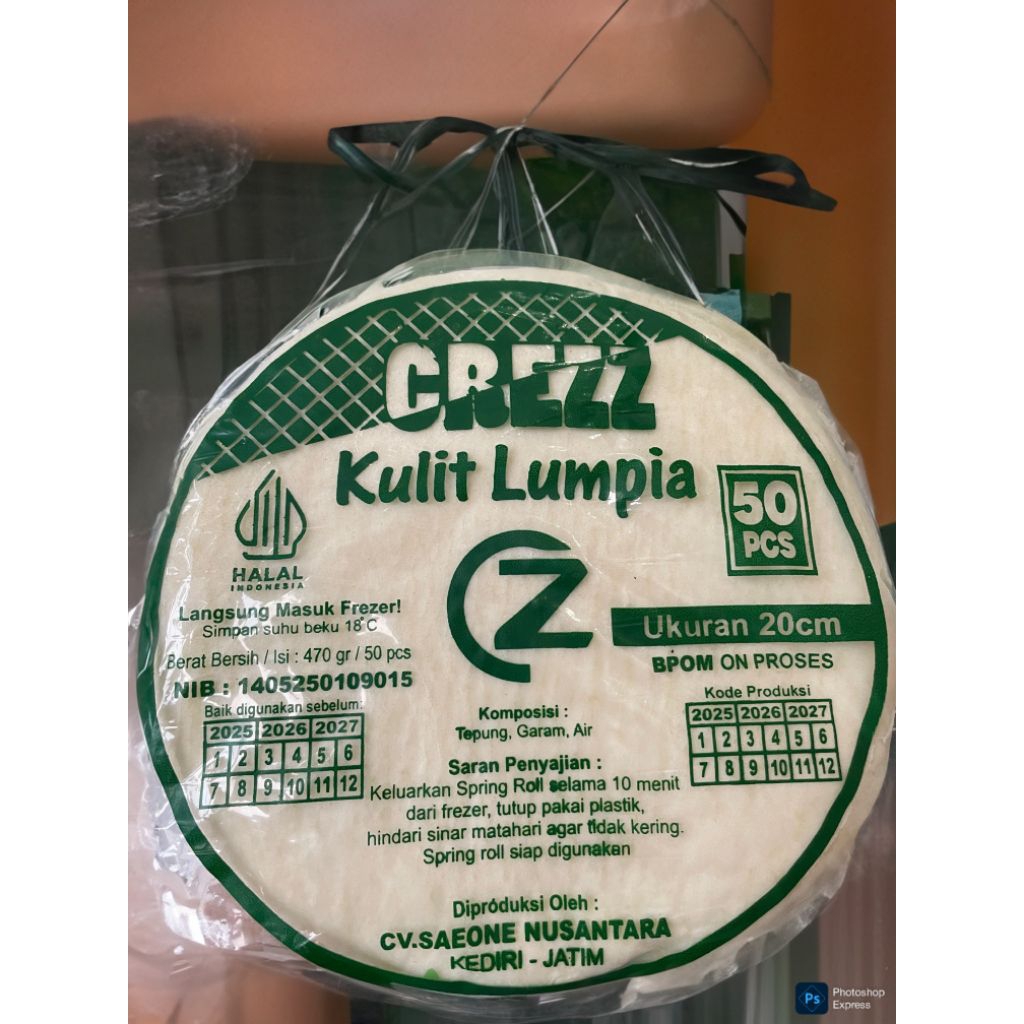 CREZZ
Kulit Lumpia
50
PCS
HALAL
INDONESIA
CZ
Langsung Masuk Frezer!
Simpan suhu beku 18°C
Berat Bersih / Isi : 470 gr / 50 pcs
NIB : 1405250109015
Baik digunakan sebelum:
2025 2026 2027
1 2 3 4 5 6
7 8 9 10 11 12
Ukuran 20cm
BPOM ON PROSES
Kode Produksi
2025 2026 2027
1 2 3 4 5 6
7 8 9 10 11 12
Komposisi :
Tepung, Garam, Air
Saran Penyajian :
Keluarkan Spring Roll selama 10 menit
dari frezer, tutup pakai plastik,
hindari sinar matahari agar tidak kering.
Spring roll siap digunakan
Diproduksi Oleh :
CV.SAEONE NUSANTARA
KEDIRI - JATIM
Ps
Photoshop
Express